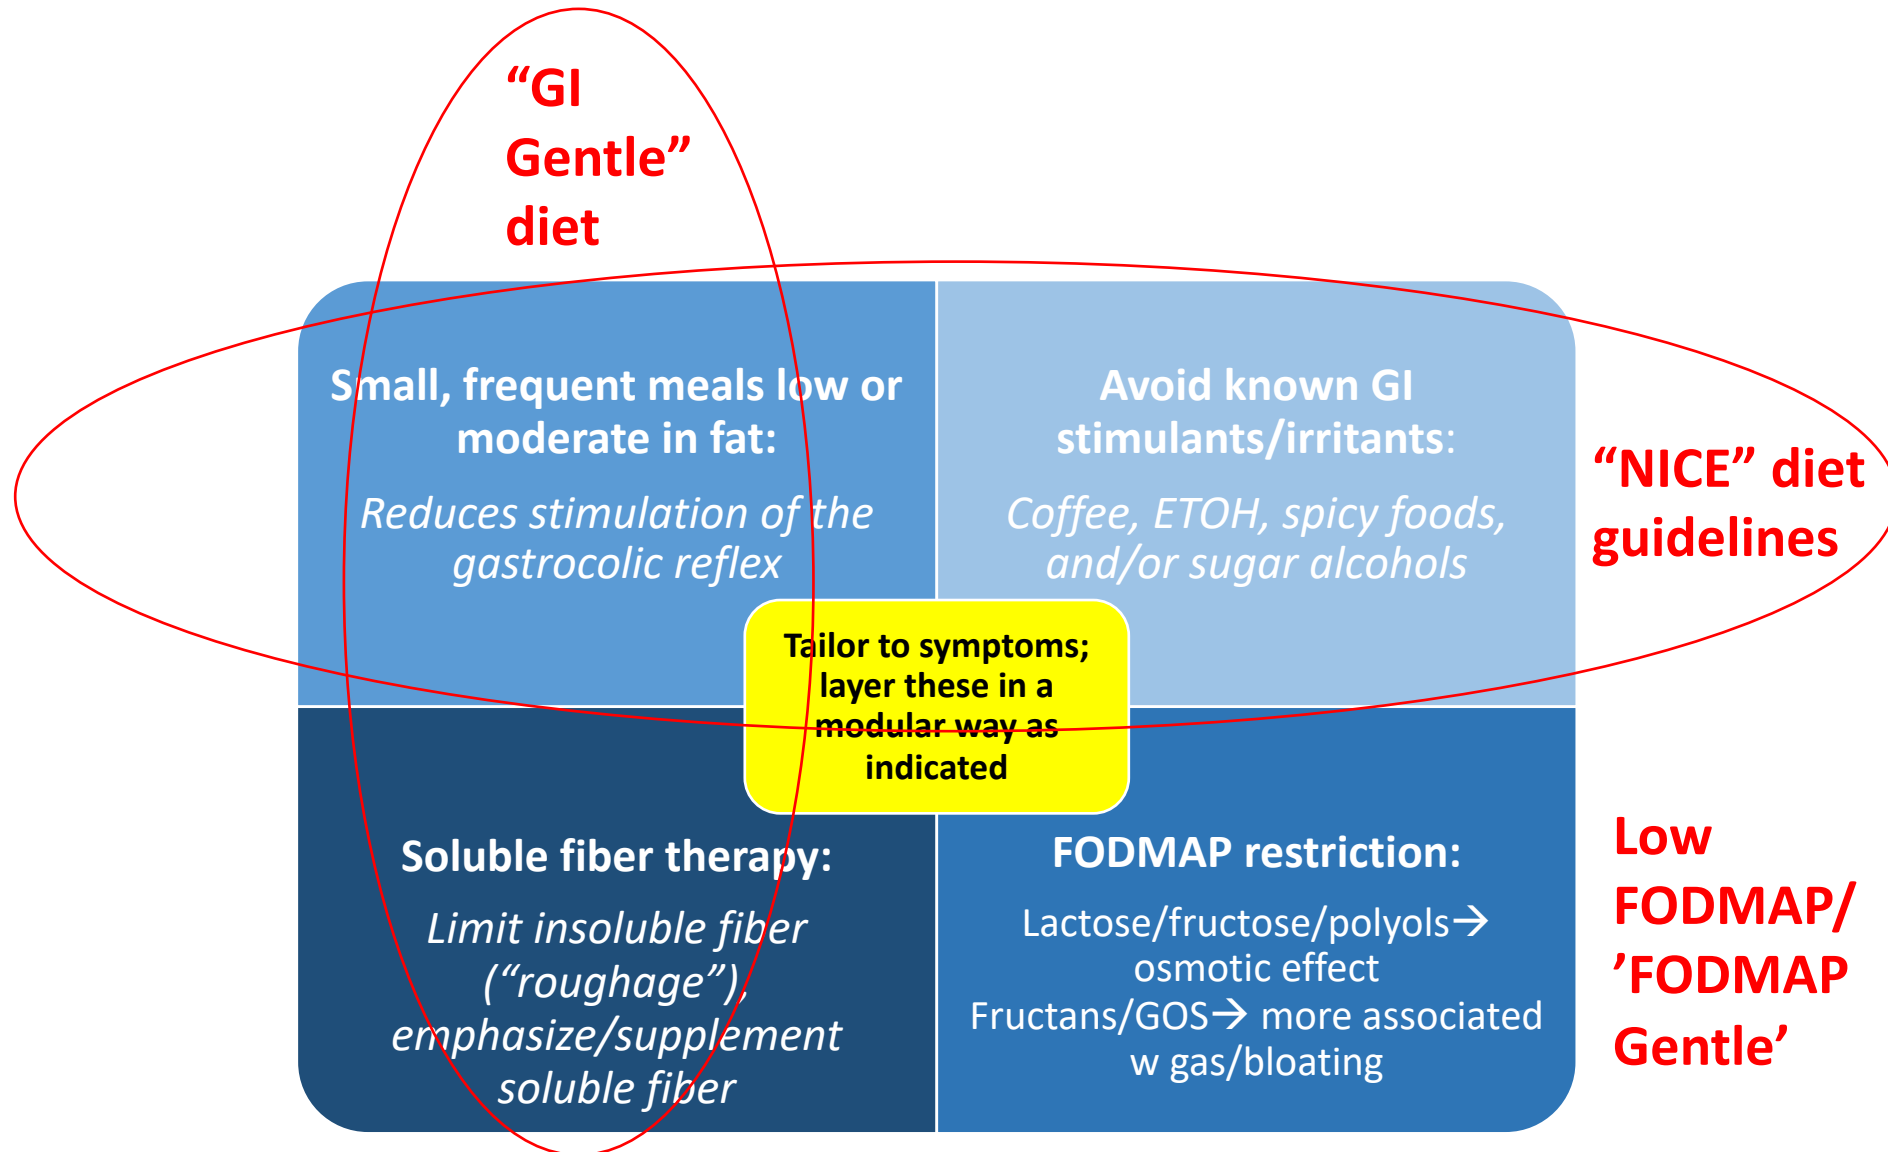 “GI
Gentle”
diet
Small, frequent meals low or
moderate in fat:
Reduces stimulation of the
gastrocolic reflex
Avoid known GI
stimulants/irritants:
Coffee, ETOH, spicy foods,
and/or sugar alcohols
“NICE” diet
guidelines
Tailor to symptoms;
layer these in a
modular way as
indicated
Soluble fiber therapy:
Limit insoluble fiber
(“roughage”),
emphasize/supplement
soluble fiber
FODMAP restriction:
Lactose/fructose/polyols→
osmotic effect
Fructans/GOS→ more associated
w gas/bloating
Low
FODMAP/
’FODMAP
Gentle’